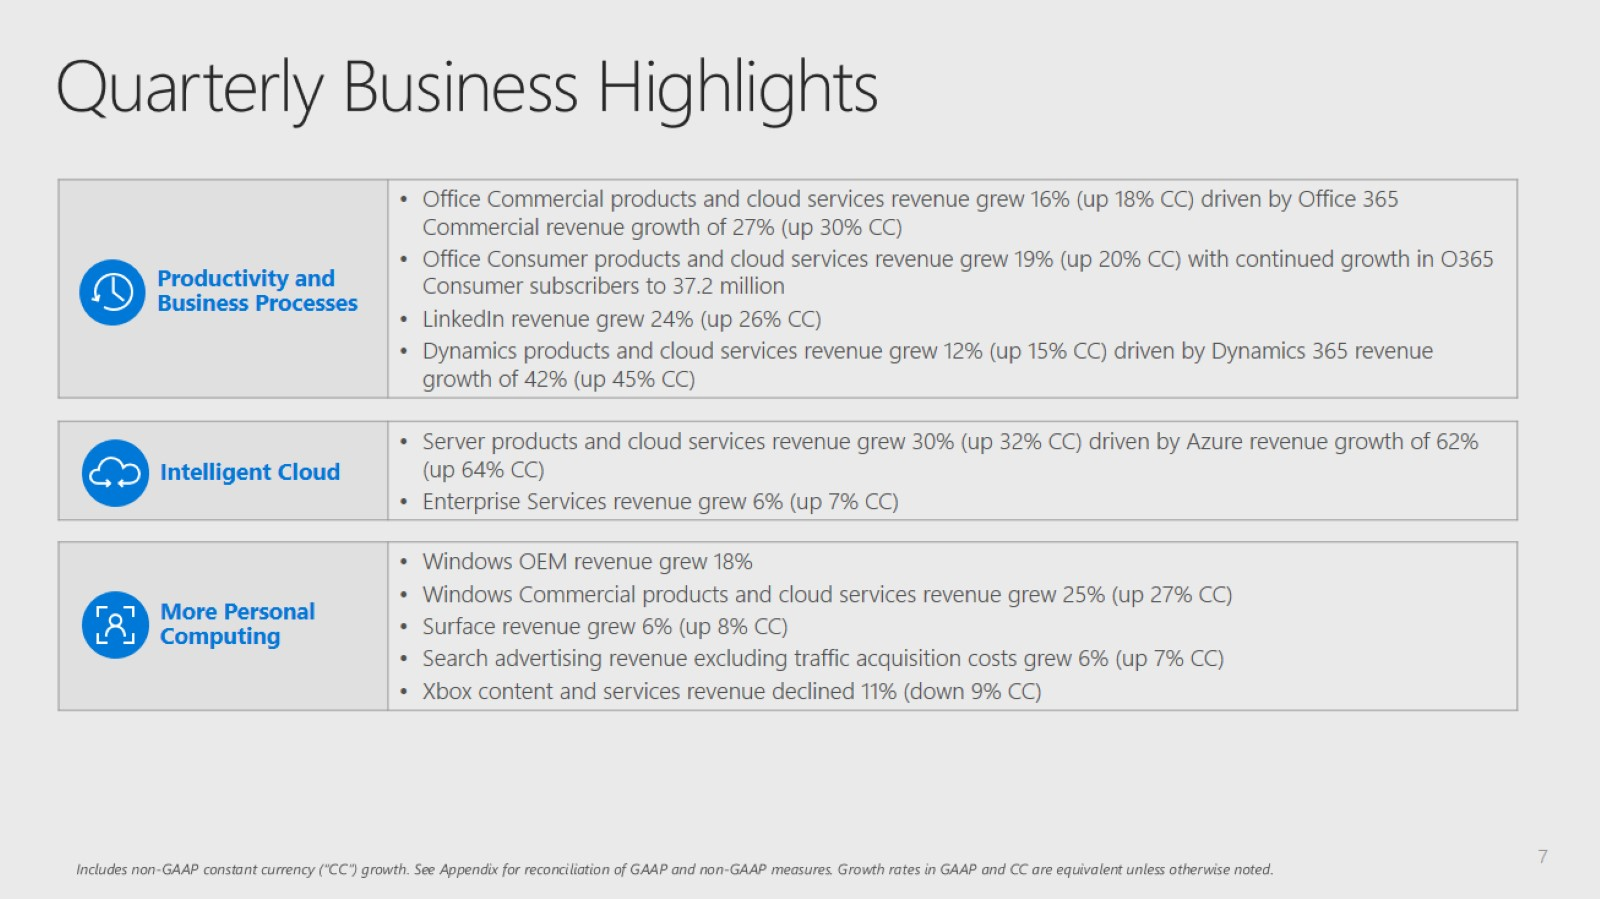 Quarterly Business Highlights
Productivity and
Business Processes
• Office Commercial products and cloud services revenue grew 16% (up 18% CC) driven by Office 365
Commercial revenue growth of 27% (up 30% CC)
• Office Consumer products and cloud services revenue grew 19% (up 20% CC) with continued growth in O365
Consumer subscribers to 37.2 million
• LinkedIn revenue grew 24% (up 26% CC)
• Dynamics products and cloud services revenue grew 12% (up 15% CC) driven by Dynamics 365 revenue
growth of 42% (up 45% CC)
Intelligent Cloud
• Server products and cloud services revenue grew 30% (up 32% CC) driven by Azure revenue growth of 62%
(up 64% CC)
• Enterprise Services revenue grew 6% (up 7% CC)
More Personal
Computing
• Windows OEM revenue grew 18%
• Windows Commercial products and cloud services revenue grew 25% (up 27% CC)
• Surface revenue grew 6% (up 8% CC)
• Search advertising revenue excluding traffic acquisition costs grew 6% (up 7% CC)
• Xbox content and services revenue declined 11% (down 9% CC)
Includes non-GAAP constant currency ("CC") growth. See Appendix for reconciliation of GAAP and non-GAAP measures. Growth rates in GAAP and CC are equivalent unless otherwise noted.
7